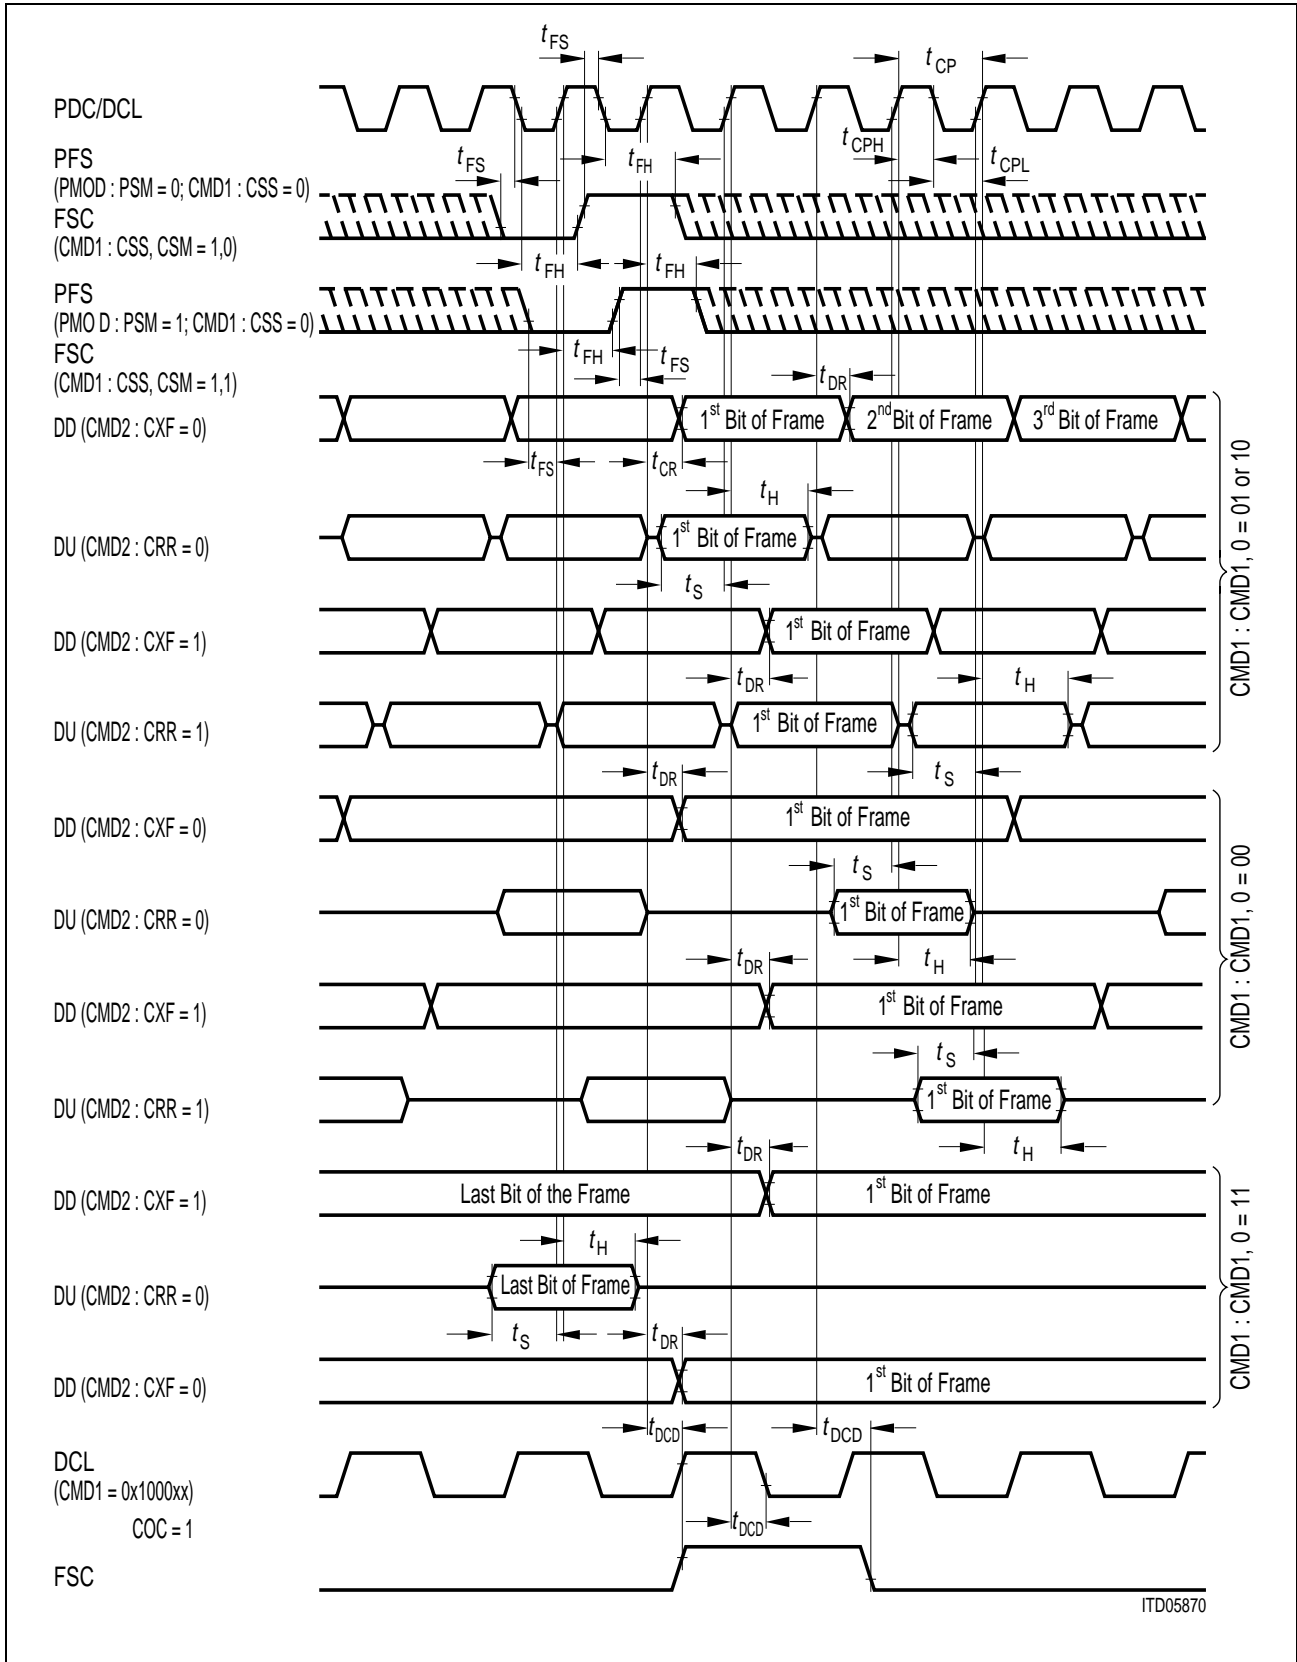 tFS
tCP
PDC/DCL
tCPH
tCPL
PFS
tFS
tFH
(PMOD : PSM = 0; CMD1 : CSS = 0)
FSC
(CMD1 : CSS, CSM = 1,0)
tFH
tFH
PFS
(PMO D : PSM = 1; CMD1 : CSS = 0)
FSC
tFH
tFS
(CMD1 : CSS, CSM = 1,1)
tDR
DD (CMD2 : CXF = 0)
1st Bit of Frame
2nd Bit of Frame
3rd Bit of Frame
tFS
tCR
tH
DU (CMD2 : CRR = 0)
1st Bit of Frame
tS
DD (CMD2 : CXF = 1)
1st Bit of Frame
tDR
tH
DU (CMD2 : CRR = 1)
1st Bit of Frame
CMD1 : CMD1, 0 = 01 or 10
tDR
tS
DD (CMD2 : CXF = 0)
1st Bit of Frame
tS
DU (CMD2 : CRR = 0)
1st Bit of Frame
tDR
tH
DD (CMD2 : CXF = 1)
1st Bit of Frame
tS
DU (CMD2 : CRR = 1)
1st Bit of Frame
CMD1 : CMD1, 0 = 00
tDR
tH
DD (CMD2 : CXF = 1)
Last Bit of the Frame
1st Bit of Frame
tH
DU (CMD2 : CRR = 0)
Last Bit of Frame
tS
tDR
DD (CMD2 : CXF = 0)
1st Bit of Frame
CMD1 : CMD1, 0 = 11
tDCD
tDCD
DCL
(CMD1 = 0x1000xx)
COC = 1
tDCD
FSC
ITD05870